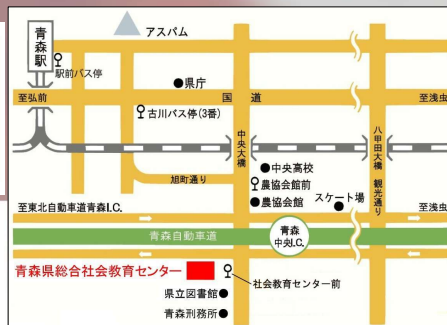 アスパム
青森駅
駅前バス停
県庁
至弘前
国道
至浅虫
古川バス停(3番)
中央大橋
八甲田大橋 観光通り
中央高校
旭町通り
農協会館前
農協会館
スケート場
至東北自動車道青森I.C.
至浅虫
青森自動車道
青森中央I.C.
青森県総合社会教育センター
社会教育センター前
県立図書館
青森刑務所